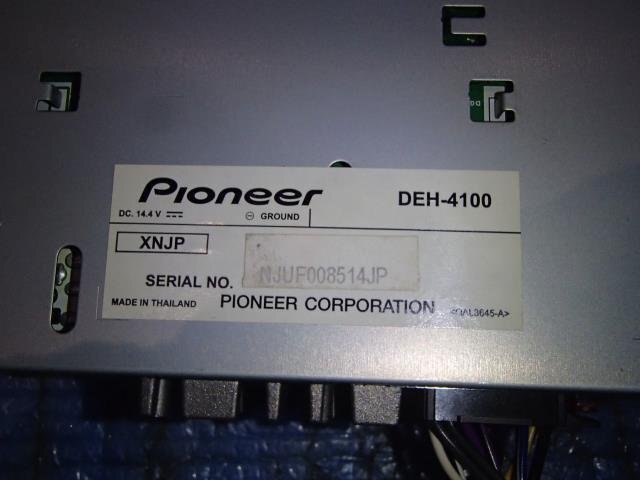 Pioneer DEH-4100
DC. 14.4 V ⎓ ⊖ GROUND
XNJP
SERIAL NO. NJUF008514JP
MADE IN THAILAND PIONEER CORPORATION <QAL3645-A>